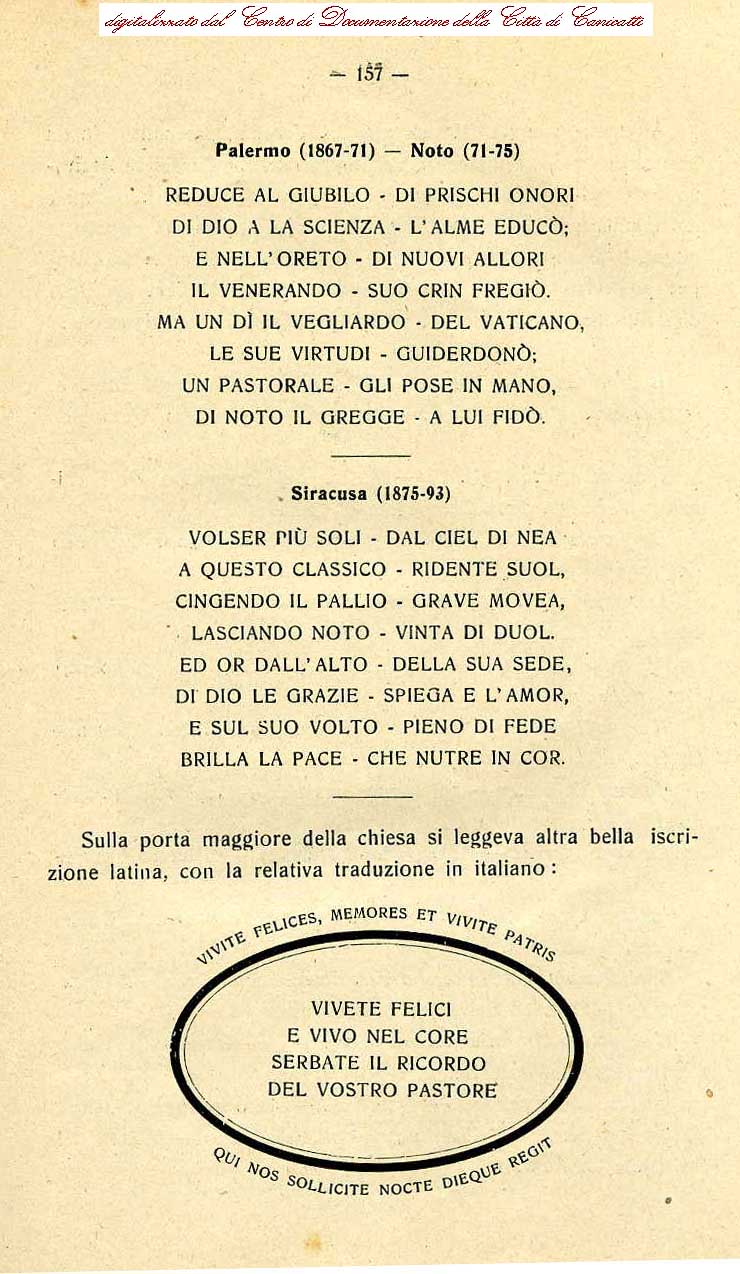 digitalizzato dal Centro di Documentazione della Città di Canicattì
— 157 —
Palermo (1867-71) — Noto (71-75)
REDUCE AL GIUBILO - DI PRISCHI ONORI
DI DIO A LA SCIENZA - L'ALME EDUCÒ;
E NELL'ORETO - DI NUOVI ALLORI
IL VENERANDO - SUO CRIN FREGIÒ.
MA UN DÌ IL VEGLIARDO - DEL VATICANO,
LE SUE VIRTUDI - GUIDERDONÒ;
UN PASTORALE - GLI POSE IN MANO,
DI NOTO IL GREGGE - A LUI FIDÒ.
Siracusa (1875-93)
VOLSER PIÙ SOLI - DAL CIEL DI NEA
A QUESTO CLASSICO - RIDENTE SUOL,
CINGENDO IL PALLIO - GRAVE MOVEA,
LASCIANDO NOTO - VINTA DI DUOL.
ED OR DALL'ALTO - DELLA SUA SEDE,
DI DIO LE GRAZIE - SPIEGA E L'AMOR,
E SUL SUO VOLTO - PIENO DI FEDE
BRILLA LA PACE - CHE NUTRE IN COR.
Sulla porta maggiore della chiesa si leggeva altra bella iscri-
zione latina, con la relativa traduzione in italiano:
VIVITE FELICES, MEMORES ET VIVITE PATRIS
VIVETE FELICI
E VIVO NEL CORE
SERBATE IL RICORDO
DEL VOSTRO PASTORE
QUI NOS SOLLICITE NOCTE DIEQUE REGIT